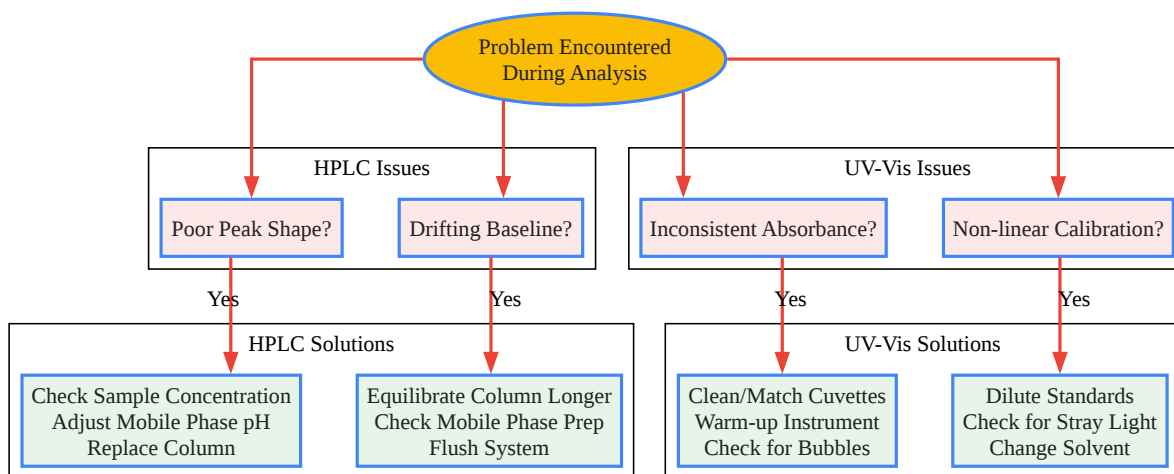 Problem Encountered
During Analysis
HPLC Issues
UV-Vis Issues
Poor Peak Shape?
Drifting Baseline?
Inconsistent Absorbance?
Non-linear Calibration?
Yes
Yes
Yes
Yes
HPLC Solutions
UV-Vis Solutions
Check Sample Concentration
Adjust Mobile Phase pH
Replace Column
Equilibrate Column Longer
Check Mobile Phase Prep
Flush System
Clean/Match Cuvettes
Warm-up Instrument
Check for Bubbles
Dilute Standards
Check for Stray Light
Change Solvent